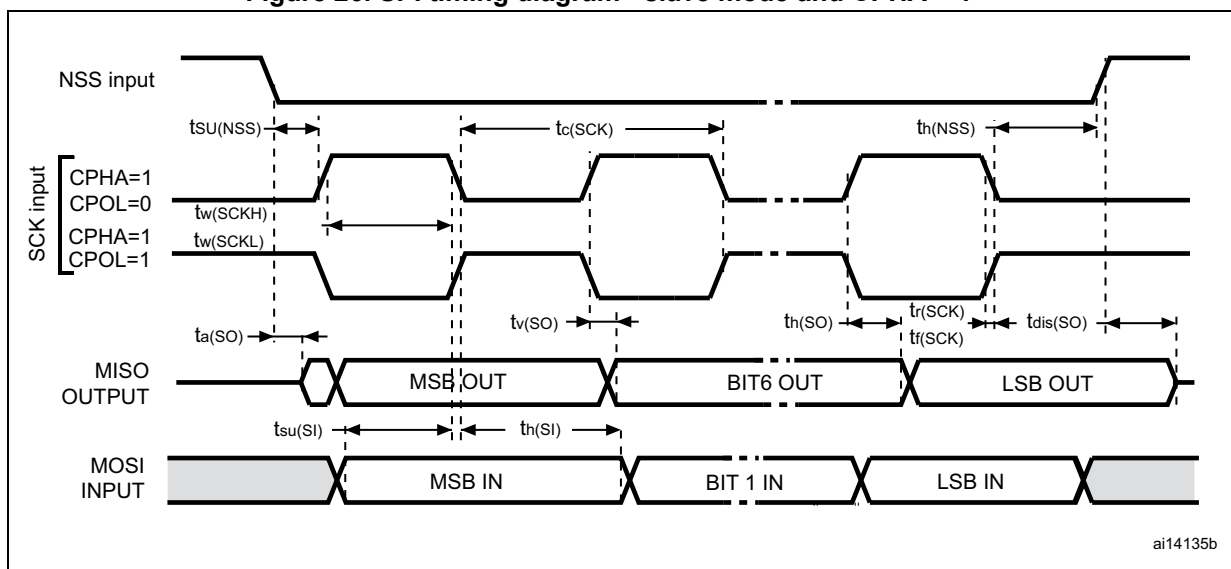 NSS input
tSU(NSS)
tc(SCK)
th(NSS)
SCK input
CPHA=1
CPOL=0
tw(SCKH)
CPHA=1
tw(SCKL)
CPOL=1
ta(SO)
tv(SO)
th(SO)
tr(SCK)
tf(SCK)
tdis(SO)
MISO
OUTPUT
MSB OUT
BIT6 OUT
LSB OUT
tsu(SI)
th(SI)
MOSI
INPUT
MSB IN
BIT 1 IN
LSB IN
ai14135b